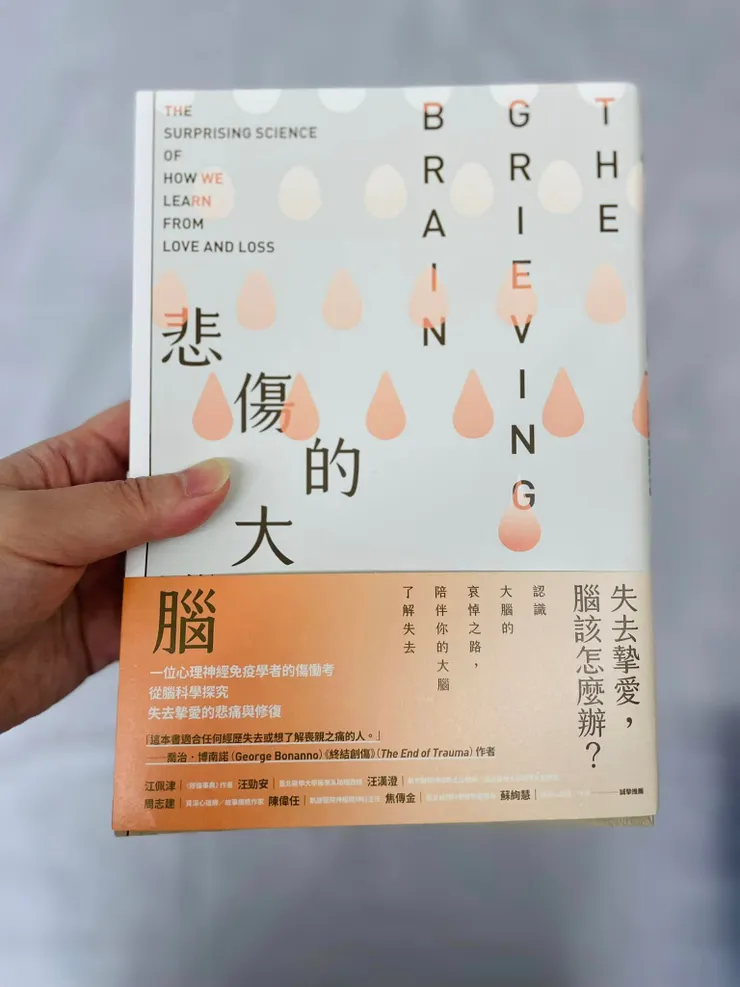 THE
SURPRISING SCIENCE
OF
HOW WE
LEARN
FROM
LOVE AND LOSS
THE
GRIEVING
BRAIN
悲傷的大腦
失去摯愛，
腦該怎麼辦？
認識
大腦的
哀悼之路，
陪伴你的大腦
了解失去
一位心理神經免疫學者的傷慟考
從腦科學探究
失去摯愛的悲痛與修復
「這本書適合任何經歷失去或想了解喪親之痛的人。」
——喬治・博南諾（George Bonanno）《終結創傷》（The End of Trauma）作者
江佩津｜作者 汪勁安｜汪漢澄｜
周志建｜陳偉任｜焦傳金｜蘇絢慧｜——誠摯推薦